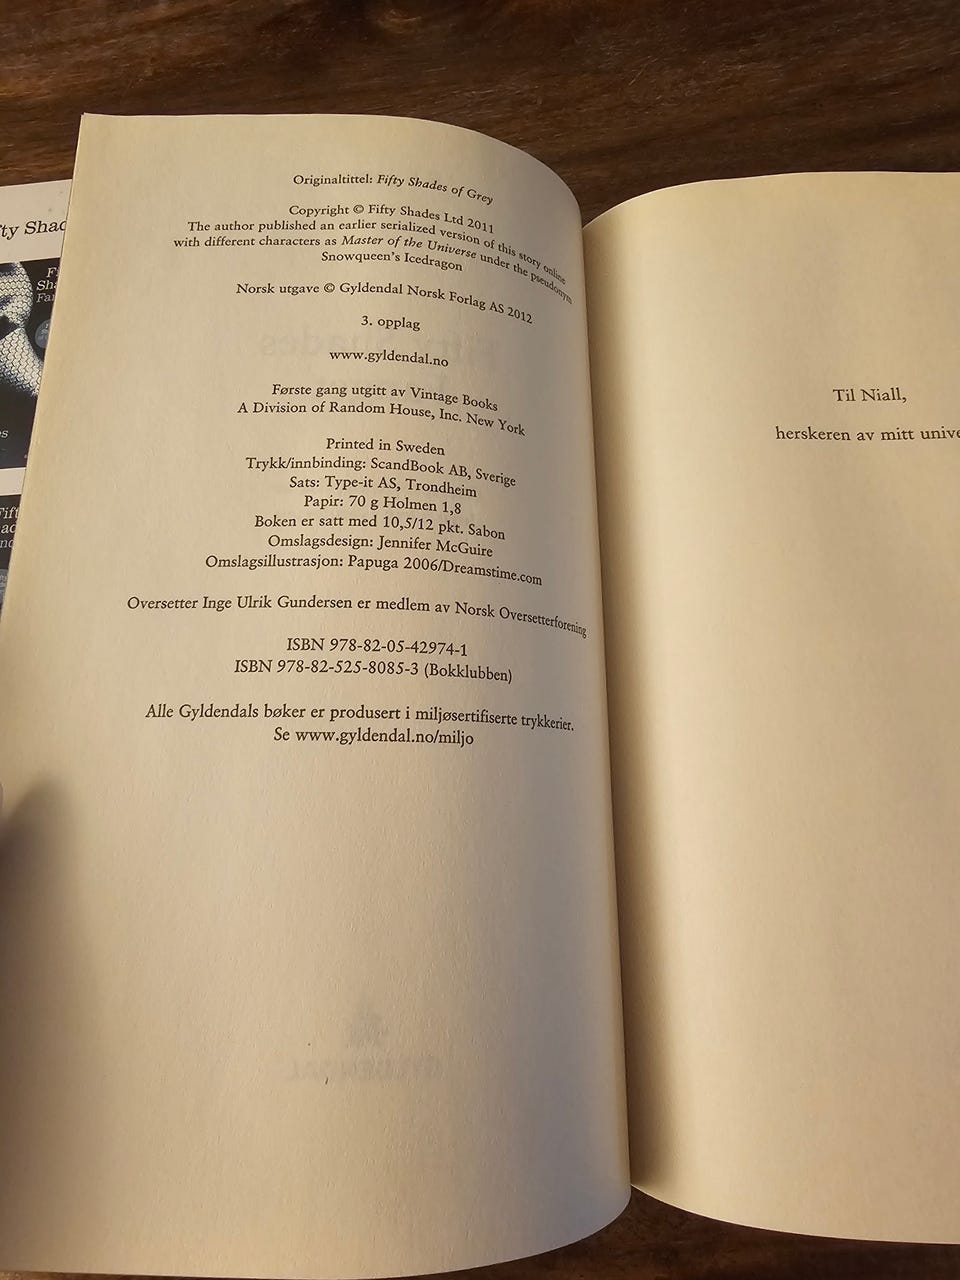 Originaltittel: Fifty Shades of Grey
Copyright © Fifty Shades Ltd 2011
The author published an earlier serialized version of this story online
with different characters as Master of the Universe under the pseudonym
Snowqueen's Icedragon
Norsk utgave © Gyldendal Norsk Forlag AS 2012
3. opplag
www.gyldendal.no
Første gang utgitt av Vintage Books
A Division of Random House, Inc. New York
Printed in Sweden
Trykk/innbinding: ScandBook AB, Sverige
Sats: Type-it AS, Trondheim
Papir: 70 g Holmen 1,8
Boken er satt med 10,5/12 pkt. Sabon
Omslagsdesign: Jennifer McGuire
Omslagsillustrasjon: Papuga 2006/Dreamstime.com
Oversetter Inge Ulrik Gundersen er medlem av Norsk Oversetterforening
ISBN 978-82-05-42974-1
ISBN 978-82-525-8085-3 (Bokklubben)
Alle Gyldendals bøker er produsert i miljøsertifiserte trykkerier.
Se www.gyldendal.no/miljo
Til Niall,
herskeren av mitt unive